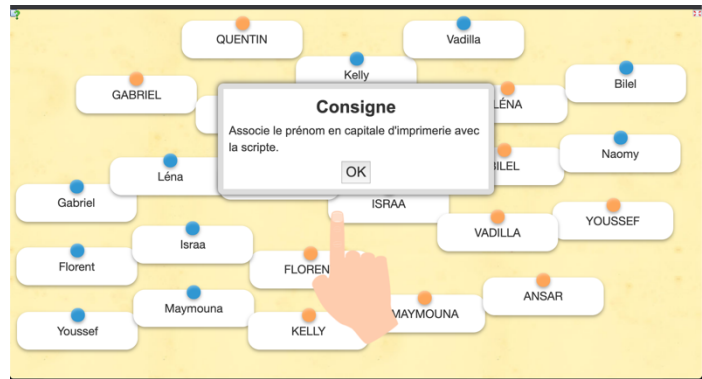 QUENTIN
Vadilla
Kelly
Bilel
GABRIEL
LÉNA
Consigne
Associe le prénom en capitale d'imprimerie avec
la scripte.
OK
Naomy
BILEL
Léna
Gabriel
ISRAA
YOUSSEF
VADILLA
Israa
Florent
FLOREN
ANSAR
Maymouna
MAYMOUNA
Youssef
KELLY